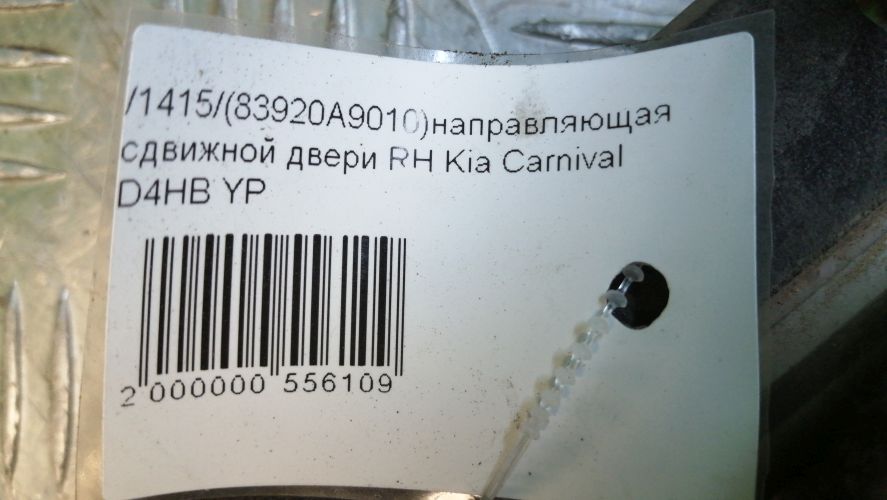 /1415/(83920A9010)направляющая
сдвижной двери RH Kia Carnival
D4HB YP
2 000000 556109